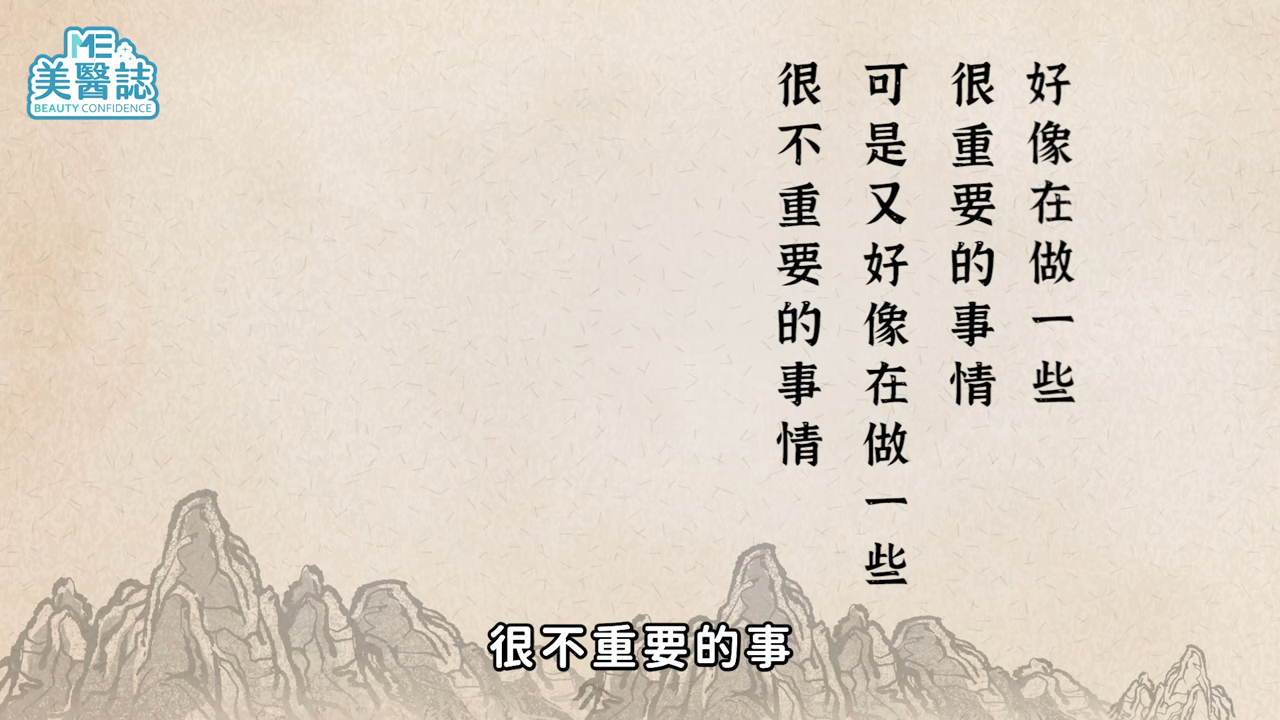 ME
美醫誌
BEAUTY CONFIDENCE
好像在做一些
很重要的事情
可是又好像在做一些
很不重要的事情
很不重要的事